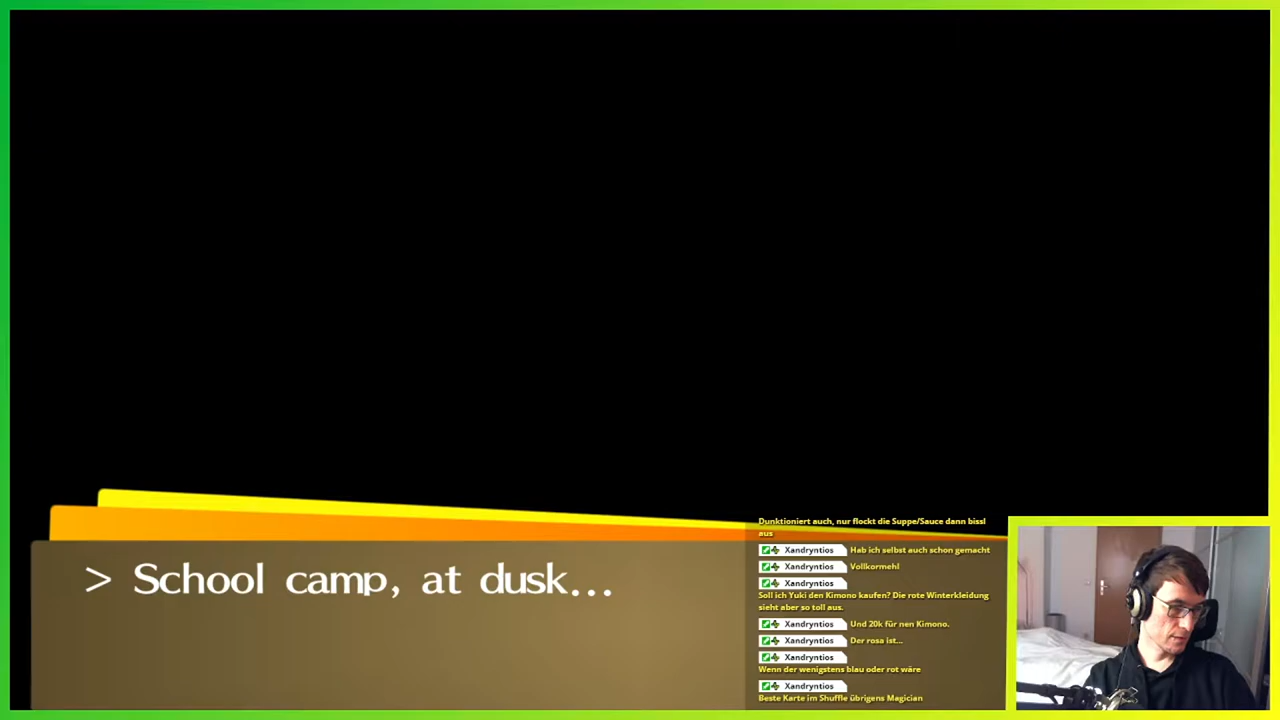 > School camp, at dusk...
Dunktioniert auch, nur flockt die Suppe/Sauce dann bissl
aus
Xandryntios Hab ich selbst auch schon gemacht
Xandryntios Vollkormehl
Xandryntios
Soll ich Yuki den Kimono kaufen? Die rote Winterkleidung
sieht aber so toll aus.
Xandryntios Und 20k für nen Kimono.
Xandryntios Der rosa ist...
Xandryntios
Wenn der wenigstens blau oder rot wäre
Xandryntios
Beste Karte im Shuffle übrigens Magician